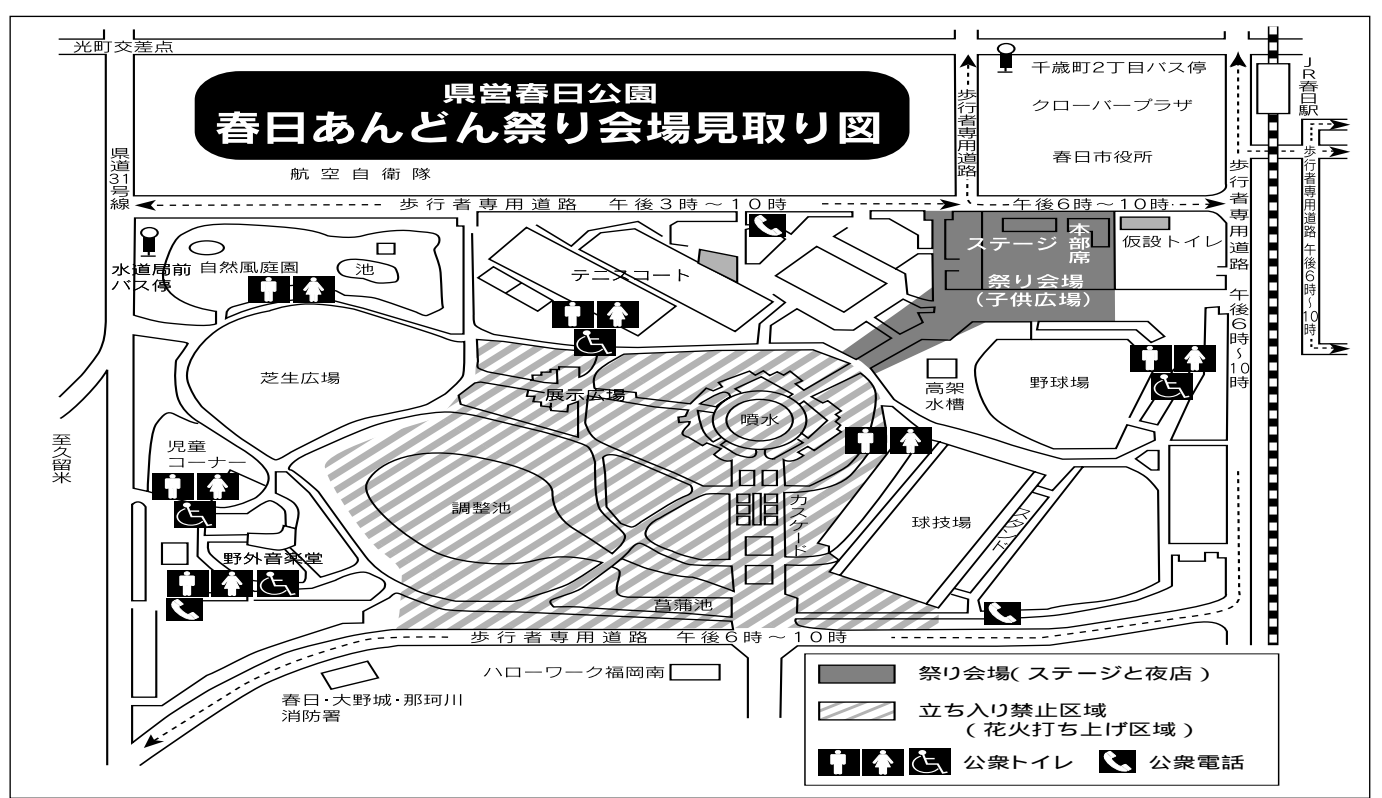 光町交差点
県営春日公園
春日あんどん祭り会場見取り図
千歳町2丁目バス停
クローバープラザ
春日市役所
JR春日駅
歩行者専用道路
県道31号線
航空自衛隊
歩行者専用道路 午後3時〜10時
午後6時〜10時
歩行者専用道路 午後6時〜10時
歩行者専用道路 午後6時〜10時
水道局前
バス停
自然風庭園
池
テニスコート
ステージ
本部席
仮設トイレ
祭り会場
(子供広場)
芝生広場
展示広場
噴水
高架
水槽
野球場
至久留米
児童
コーナー
調整池
カスケード
球技場
スタンド
野外音楽堂
菖蒲池
歩行者専用道路 午後6時〜10時
ハローワーク福岡南
春日・大野城・那珂川
消防署
祭り会場(ステージと夜店)
立ち入り禁止区域
(花火打ち上げ区域)
公衆トイレ
公衆電話